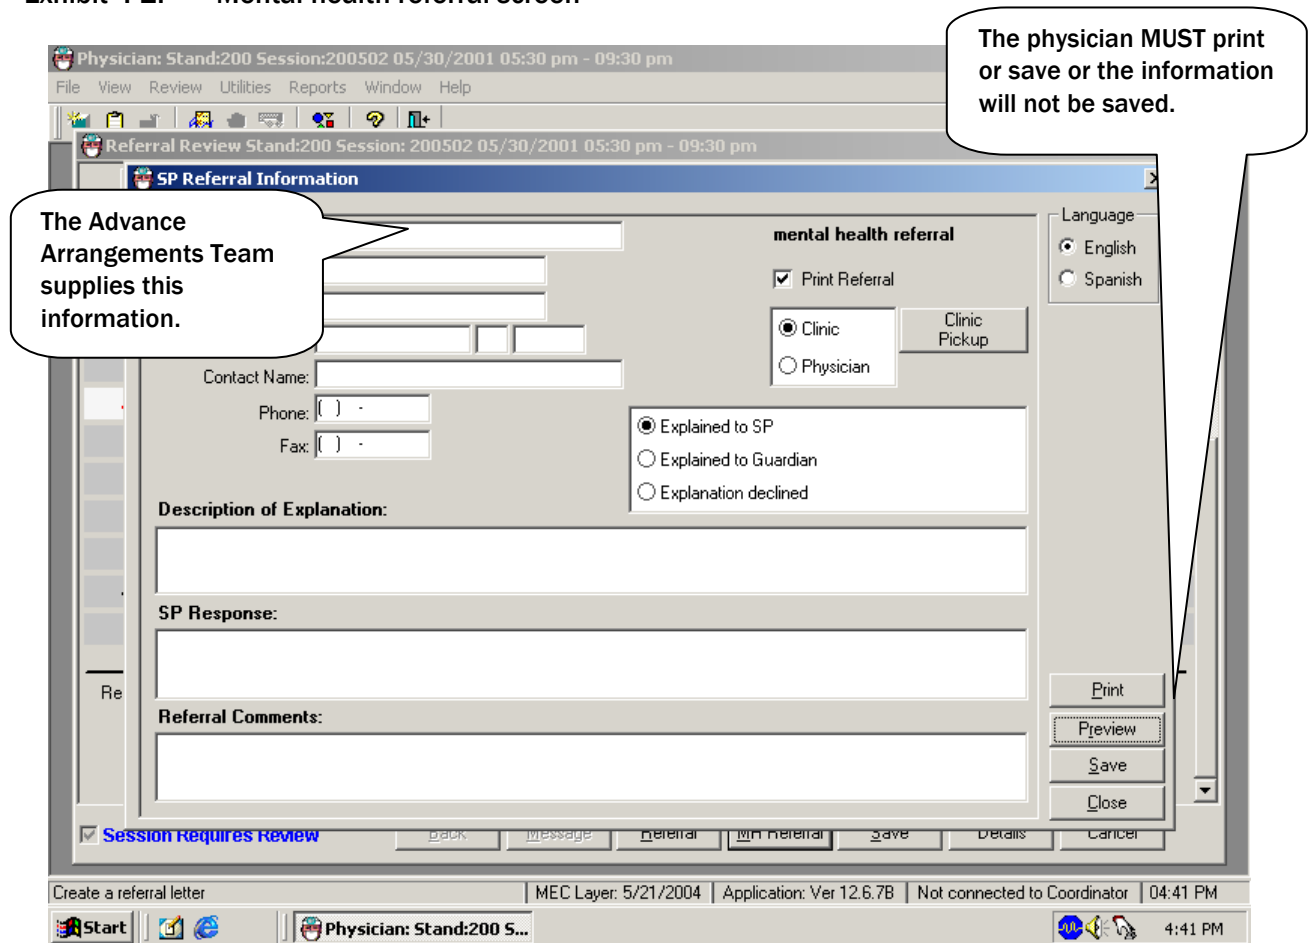 Mental health referral screen
The physician MUST print
or save or the information
will not be saved.
Physician: Stand:200 Session:200502 05/30/2001 05:30 pm - 09:30 pm
File View Review Utilities Reports Window Help
Referral Review Stand:200 Session: 200502 05/30/2001 05:30 pm - 09:30 pm
SP Referral Information
The Advance
Arrangements Team
supplies this
information.
mental health referral
Print Referral
Clinic
Physician
Clinic
Pickup
Language
English
Spanish
Contact Name:
Phone: ( ) -
Fax: ( ) -
Explained to SP
Explained to Guardian
Explanation declined
Description of Explanation:
SP Response:
Re
Referral Comments:
Print
Preview
Save
Close
Session Requires Review
Back Message Referral MH Referral Save Details Cancel
Create a referral letter MEC Layer: 5/21/2004 Application: Ver 12.6.7B Not connected to Coordinator 04:41 PM
Start Physician: Stand:200 S... 4:41 PM